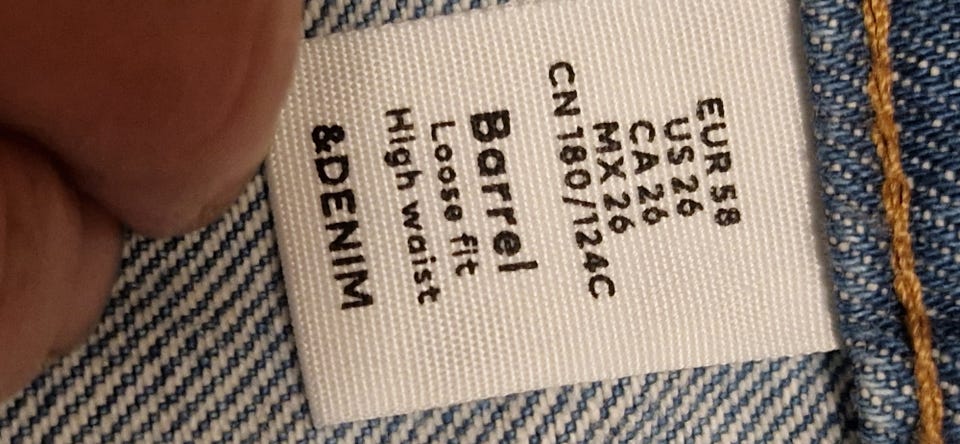 EUR 58
US 26
CA 26
MX 26
CN 180/124C
Barrel
Loose fit
High waist
&DENIM